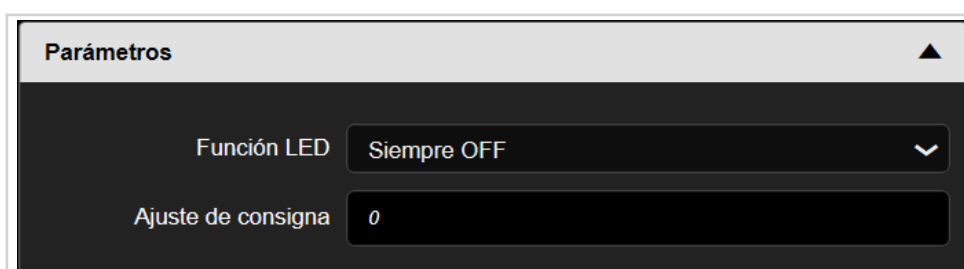 Parámetros
Función LED Siempre OFF
Ajuste de consigna 0